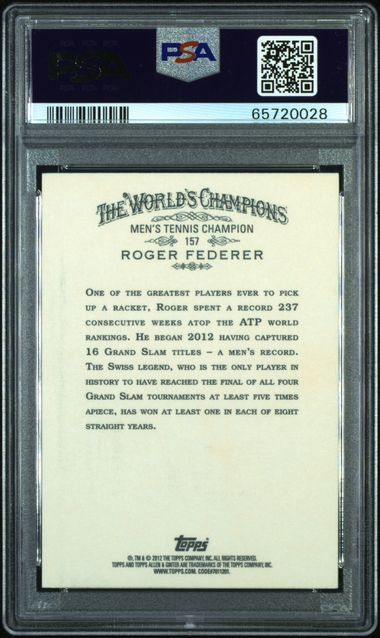 PSA
PSA
65720028
THE WORLD'S CHAMPIONS
MEN'S TENNIS CHAMPION
157
ROGER FEDERER
ONE OF THE GREATEST PLAYERS EVER TO PICK
UP A RACKET, ROGER SPENT A RECORD 237
CONSECUTIVE WEEKS ATOP THE ATP WORLD
RANKINGS. HE BEGAN 2012 HAVING CAPTURED
16 GRAND SLAM TITLES – A MEN'S RECORD.
THE SWISS LEGEND, WHO IS THE ONLY PLAYER IN
HISTORY TO HAVE REACHED THE FINAL OF ALL FOUR
GRAND SLAM TOURNAMENTS AT LEAST FIVE TIMES
APIECE, HAS WON AT LEAST ONE IN EACH OF EIGHT
STRAIGHT YEARS.
Topps
®, TM & © 2012 THE TOPPS COMPANY, INC. ALL RIGHTS RESERVED.
TOPPS AND TOPPS ALLEN & GINTER ARE TRADEMARKS OF THE TOPPS COMPANY, INC.
WWW.TOPPS.COM. CODE#7011201.